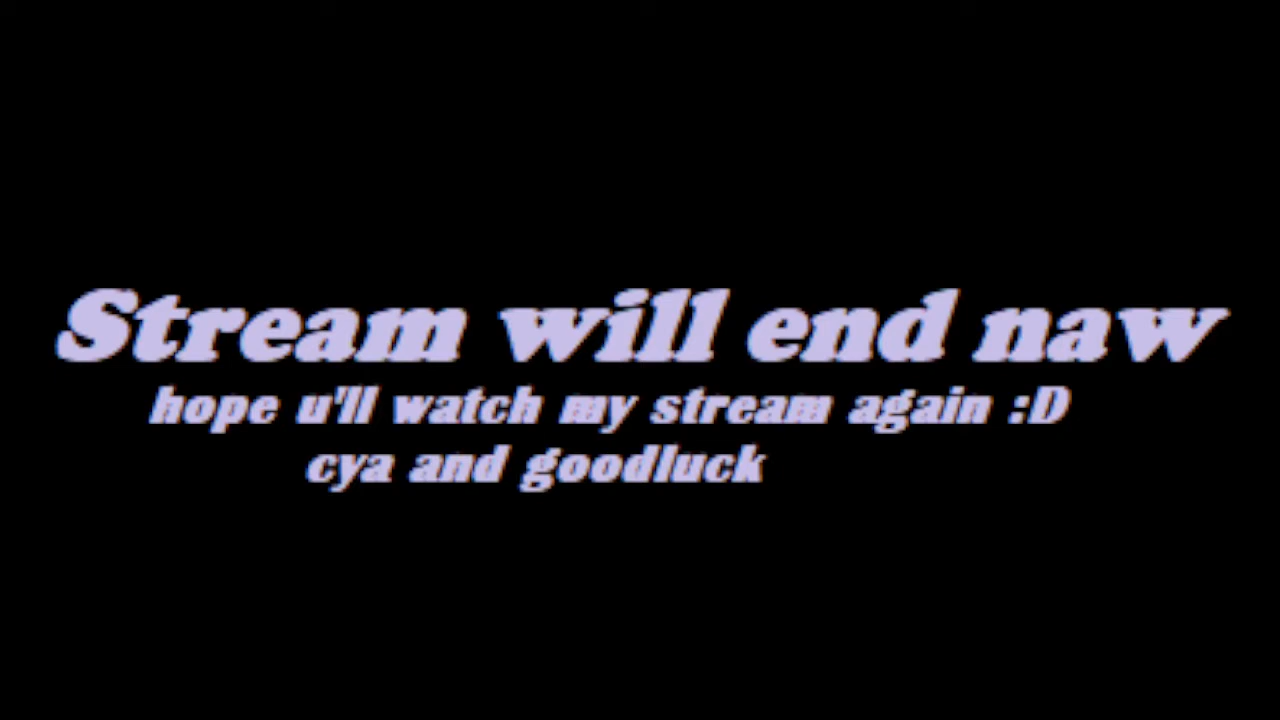 Stream will end naw
hope u'll watch my stream again :D
cya and goodluck